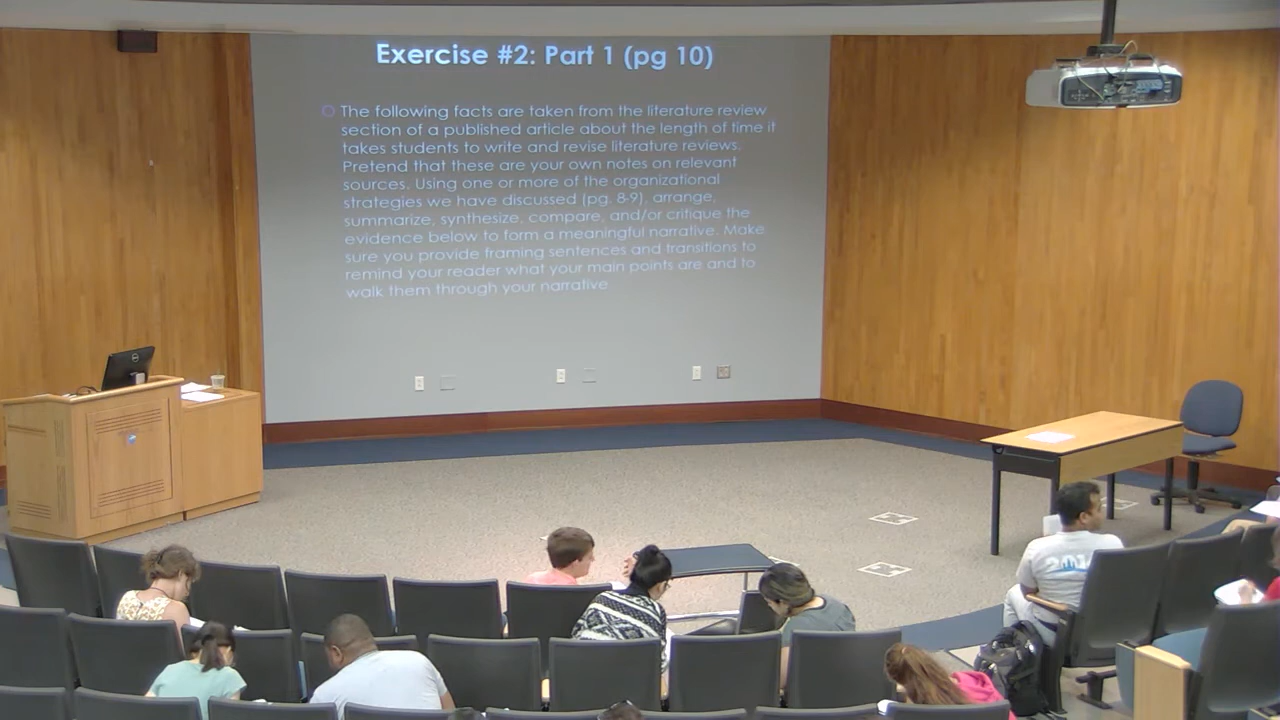 Exercise #2: Part 1 (pg 10)
The following facts are taken from the literature review
section of a published article about the length of time it
takes students to write and revise literature reviews.
Pretend that these are your own notes on relevant
sources. Using one or more of the organizational
strategies we have discussed (pg. 8-9), arrange,
summarize, synthesize, compare, and/or critique the
evidence below to form a meaningful narrative. Make
sure you provide framing sentences and transitions to
remind your reader what your main points are and to
walk them through your narrative